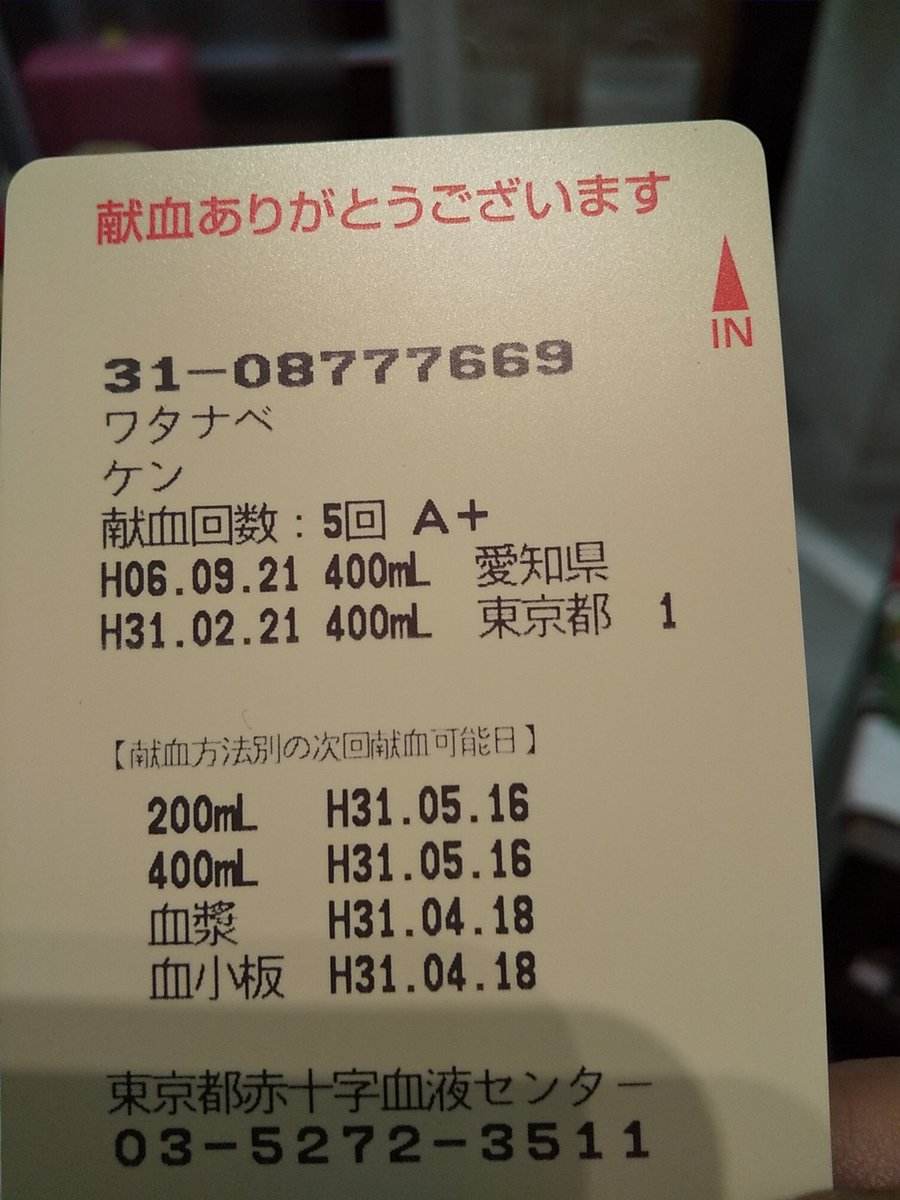 献血ありがとうございます
IN
31-08777669
ワタナベ
ケン
献血回数：5回 A+
H06.09.21 400mL 愛知県
H31.02.21 400mL 東京都 1
【献血方法別の次回献血可能日】
200mL H31.05.16
400mL H31.05.16
血漿 H31.04.18
血小板 H31.04.18
東京都赤十字血液センター
03-5272-3511